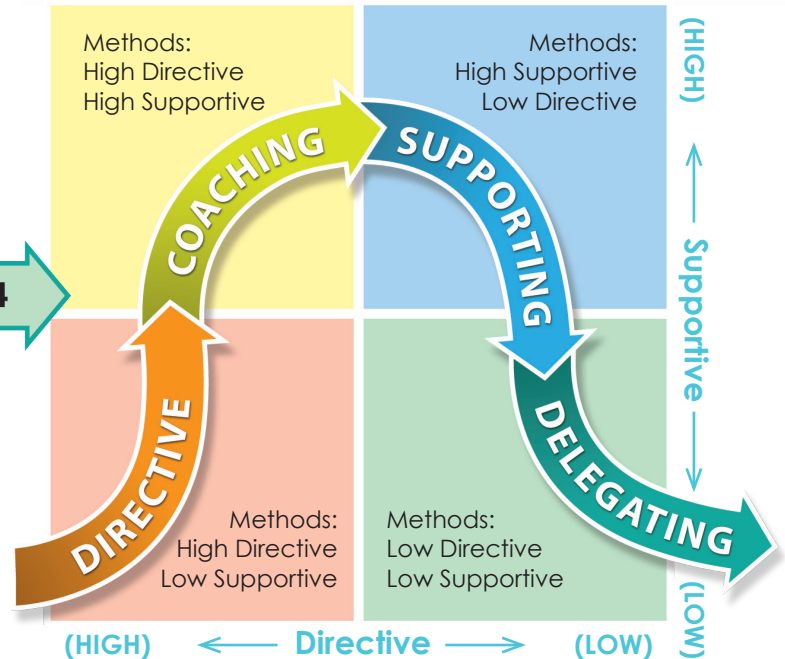 Methods:
High Directive
High Supportive
Methods:
High Supportive
Low Directive
COACHING
SUPPORTING
4
DIRECTIVE
DELEGATING
Methods:
High Directive
Low Supportive
Methods:
Low Directive
Low Supportive
(HIGH)
Supportive
(LOW)
(HIGH) Directive (LOW)